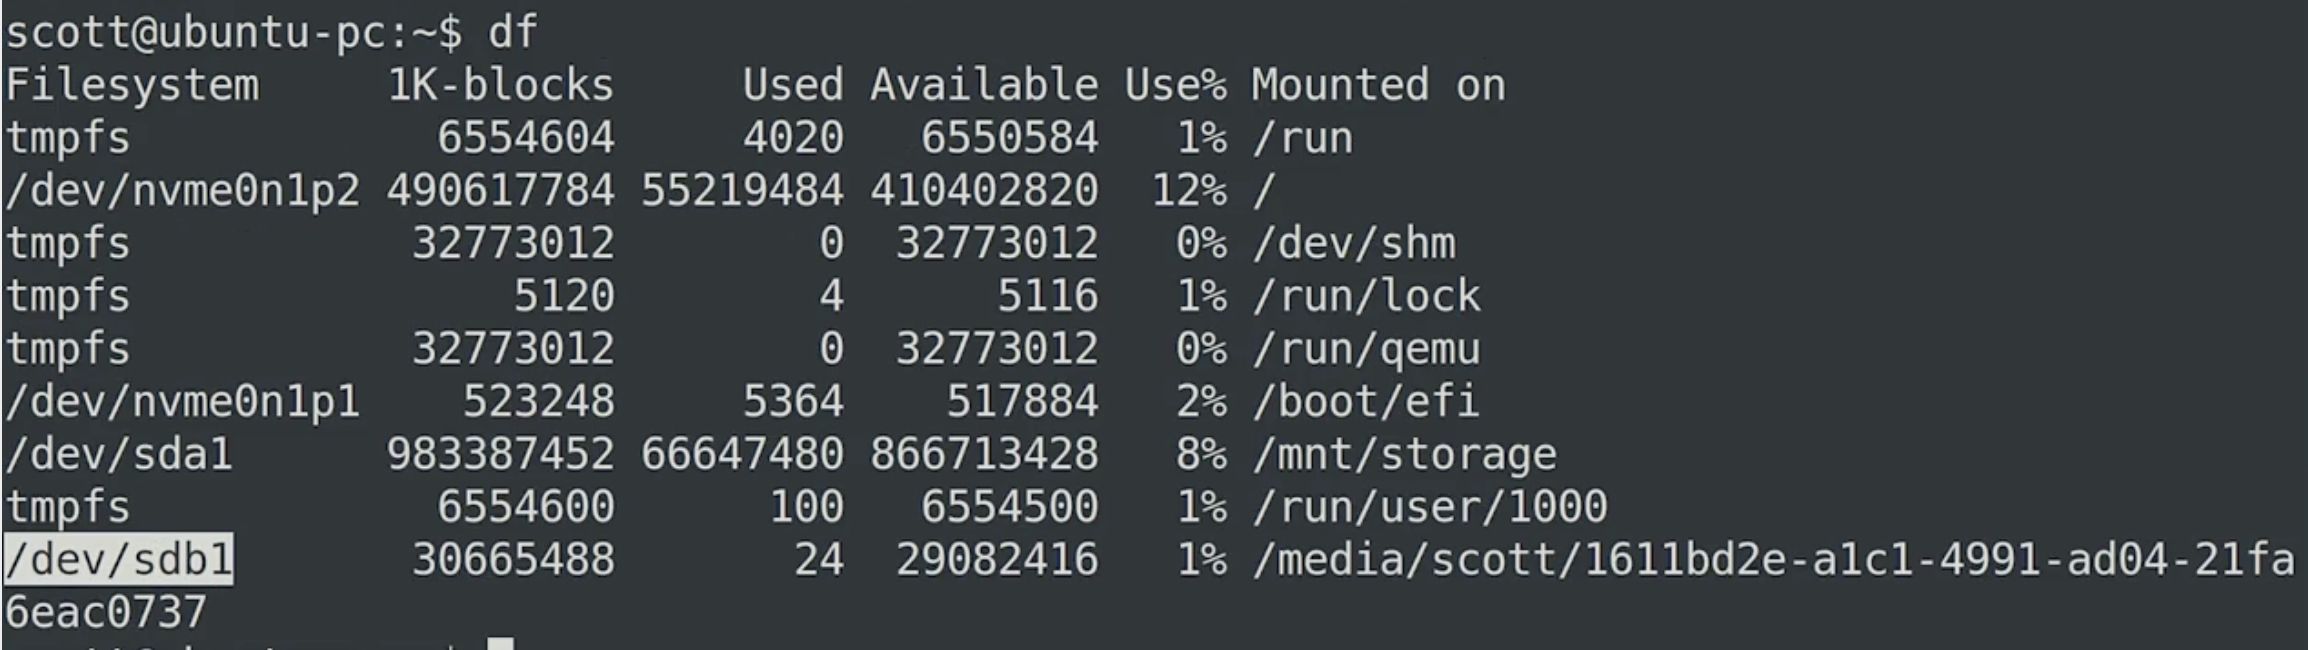 scott@ubuntu-pc:~$ df
Filesystem     1K-blocks     Used Available Use% Mounted on
tmpfs            6554604     4020   6550584   1% /run
/dev/nvme0n1p2 490617784 55219484 410402820  12% /
tmpfs           32773012        0  32773012   0% /dev/shm
tmpfs               5120        4      5116   1% /run/lock
tmpfs           32773012        0  32773012   0% /run/qemu
/dev/nvme0n1p1    523248     5364    517884   2% /boot/efi
/dev/sda1      983387452 66647480 866713428   8% /mnt/storage
tmpfs            6554600      100   6554500   1% /run/user/1000
/dev/sdb1       30665488       24  29082416   1% /media/scott/1611bd2e-a1c1-4991-ad04-21fa
6eac0737